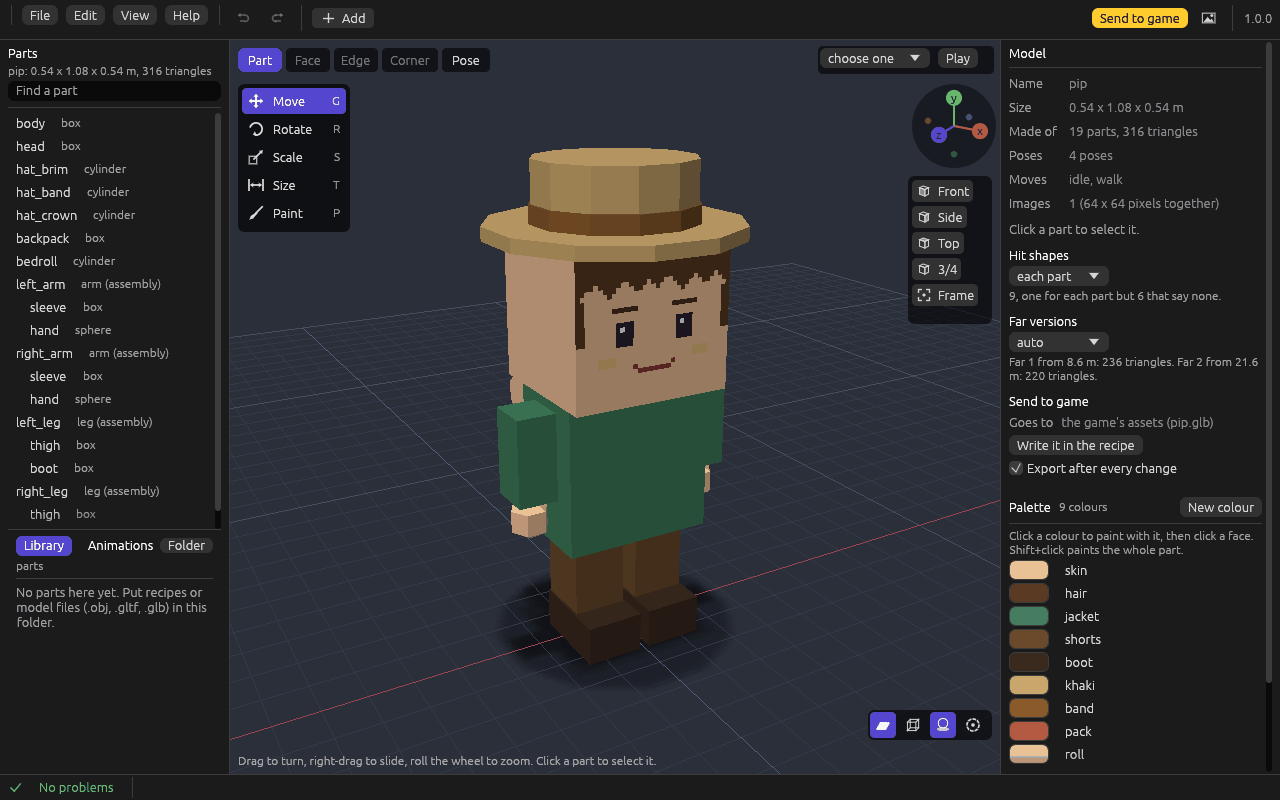 File Edit View Help Add Send to game 1.0.0
Parts
pip: 0.54 x 1.08 x 0.54 m, 316 triangles
Find a part
body box
head box
hat_brim cylinder
hat_band cylinder
hat_crown cylinder
backpack box
bedroll cylinder
left_arm arm (assembly)
sleeve box
hand sphere
right_arm arm (assembly)
sleeve box
hand sphere
left_leg leg (assembly)
thigh box
boot box
right_leg leg (assembly)
thigh box
Library Animations Folder
parts
No parts here yet. Put recipes
or model files (.obj, .gltf, .glb) in this
folder.
Part Face Edge Corner Pose
Move G
Rotate R
Scale S
Size T
Paint P
choose one Play
y
x
z
Front
Side
Top
3/4
Frame
Drag to turn, right-drag to slide, roll the wheel to zoom. Click a part to select it.
Model
Name pip
Size 0.54 x 1.08 x 0.54 m
Made of 19 parts, 316 triangles
Poses 4 poses
Moves idle, walk
Images 1 (64 x 64 pixels together)
Click a part to select it.
Hit shapes
each part
9, one for each part but 6 that say none.
Far versions
auto
Far 1 from 8.6 m: 236 triangles. Far 2 from 21.6
m: 220 triangles.
Send to game
Goes to the game's assets (pip.glb)
Write it in the recipe
Export after every change
Palette 9 colours New colour
Click a colour to paint with it, then click a face.
Shift+click paints the whole part.
skin
hair
jacket
shorts
boot
khaki
band
pack
roll
No problems